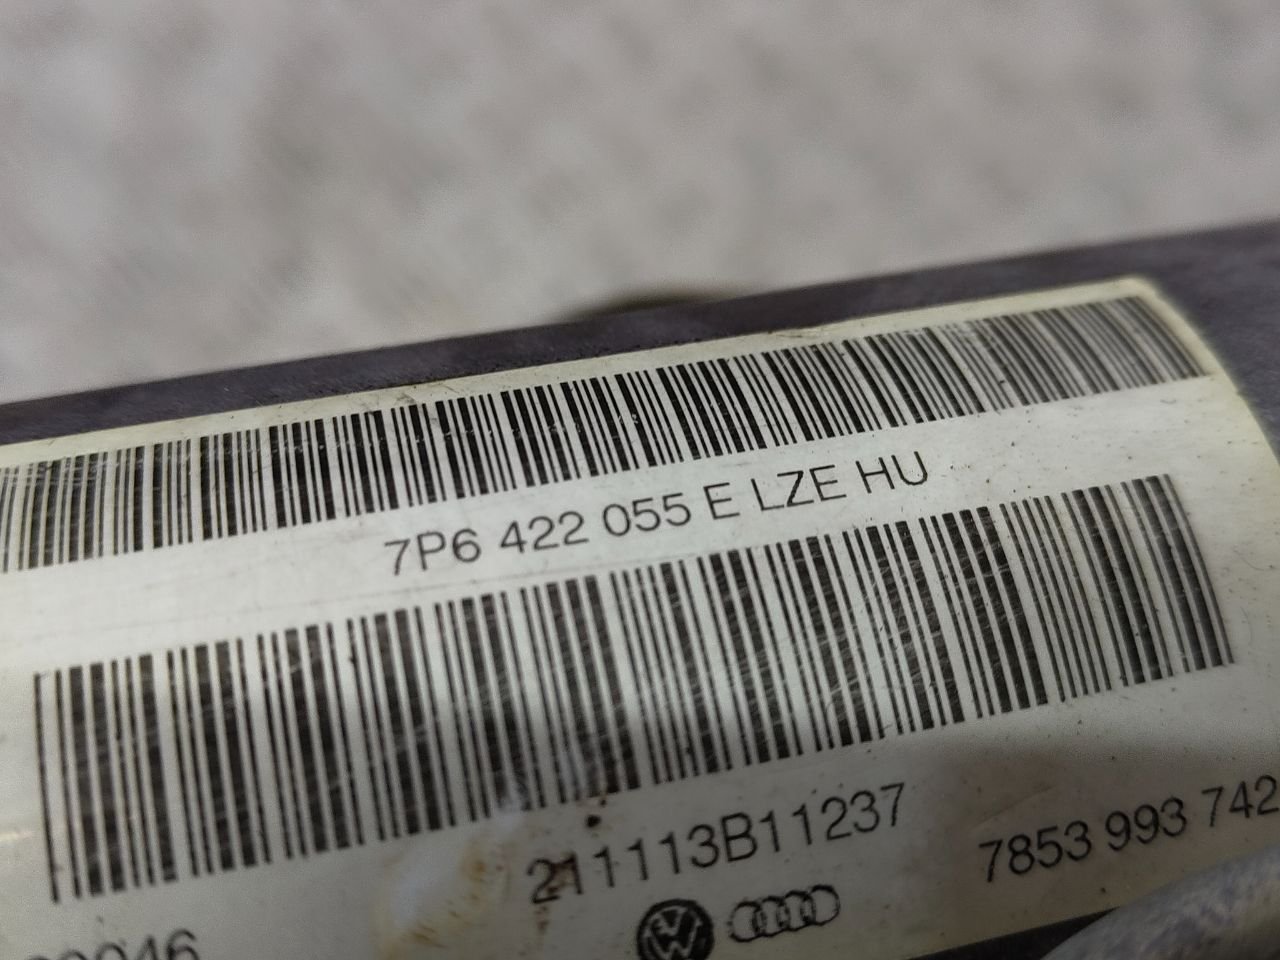 7P6 422 055 E LZE HU
211113B11237
7853 993 742